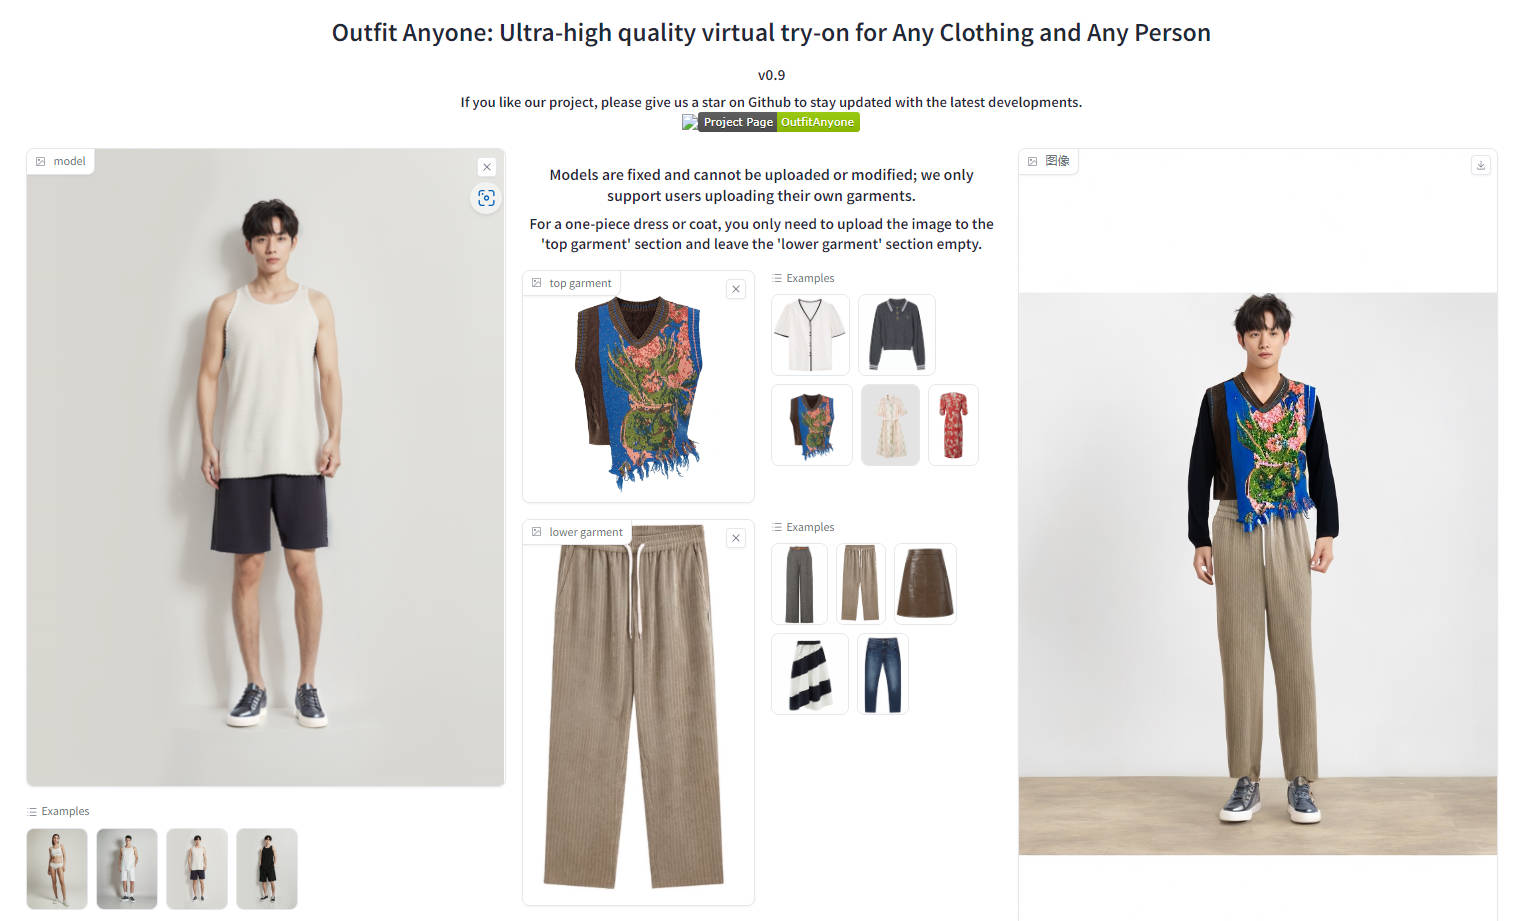 Outfit Anyone: Ultra-high quality virtual try-on for Any Clothing and Any Person
v0.9
If you like our project, please give us a star on Github to stay updated with the latest developments.
Project Page OutfitAnyone
model
Models are fixed and cannot be uploaded or modified; we only
support users uploading their own garments.
For a one-piece dress or coat, you only need to upload the image to the
'top garment' section and leave the 'lower garment' section empty.
top garment
Examples
lower garment
Examples
图像
Examples